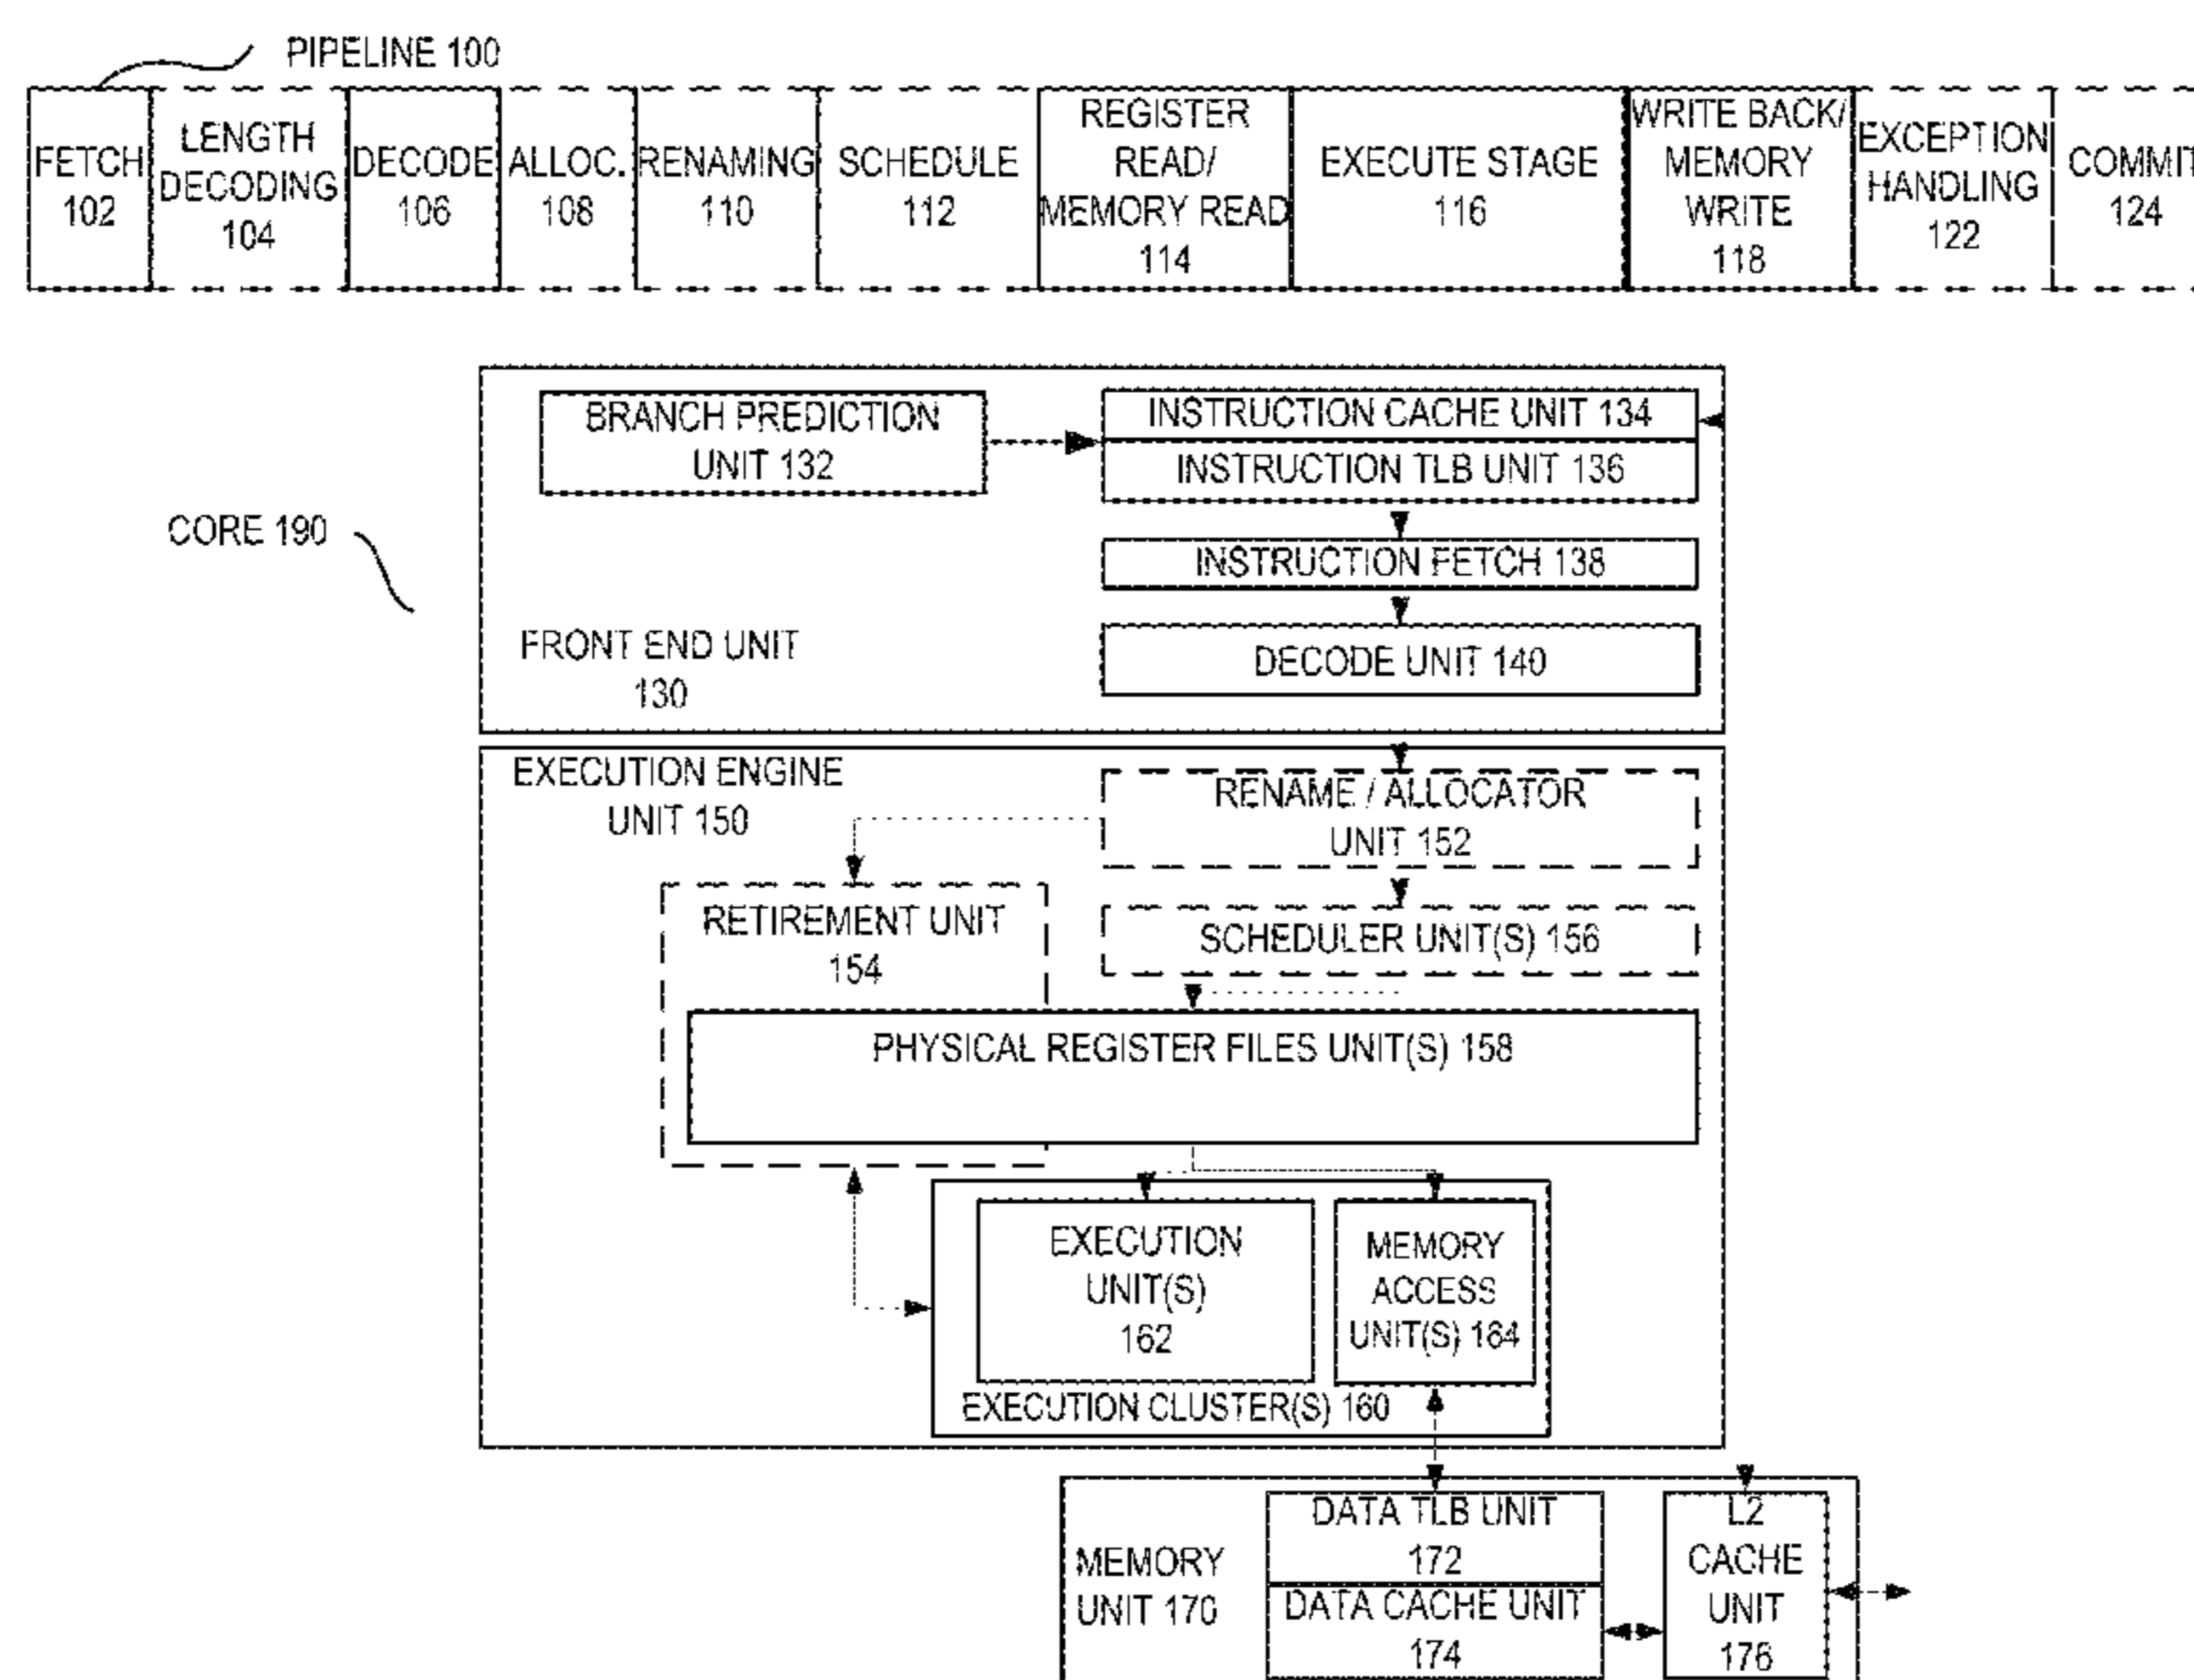 PIPELINE 100
FETCH
102
LENGTH
DECODING
104
DECODE
106
ALLOC.
108
RENAMING
110
SCHEDULE
112
REGISTER
READ/
MEMORY READ
114
EXECUTE STAGE
116
WRITE BACK/
MEMORY
WRITE
118
EXCEPTION
HANDLING
122
COMMIT
124
BRANCH PREDICTION
UNIT 132
INSTRUCTION CACHE UNIT 134
INSTRUCTION TLB UNIT 136
CORE 190
INSTRUCTION FETCH 138
FRONT END UNIT
130
DECODE UNIT 140
EXECUTION ENGINE
UNIT 150
RENAME / ALLOCATOR
UNIT 152
RETIREMENT UNIT
154
SCHEDULER UNIT(S) 156
PHYSICAL REGISTER FILES UNIT(S) 158
EXECUTION
UNIT(S)
162
MEMORY
ACCESS
UNIT(S) 164
EXECUTION CLUSTER(S) 160
MEMORY
UNIT 170
DATA TLB UNIT
172
DATA CACHE UNIT
174
L2
CACHE
UNIT
176